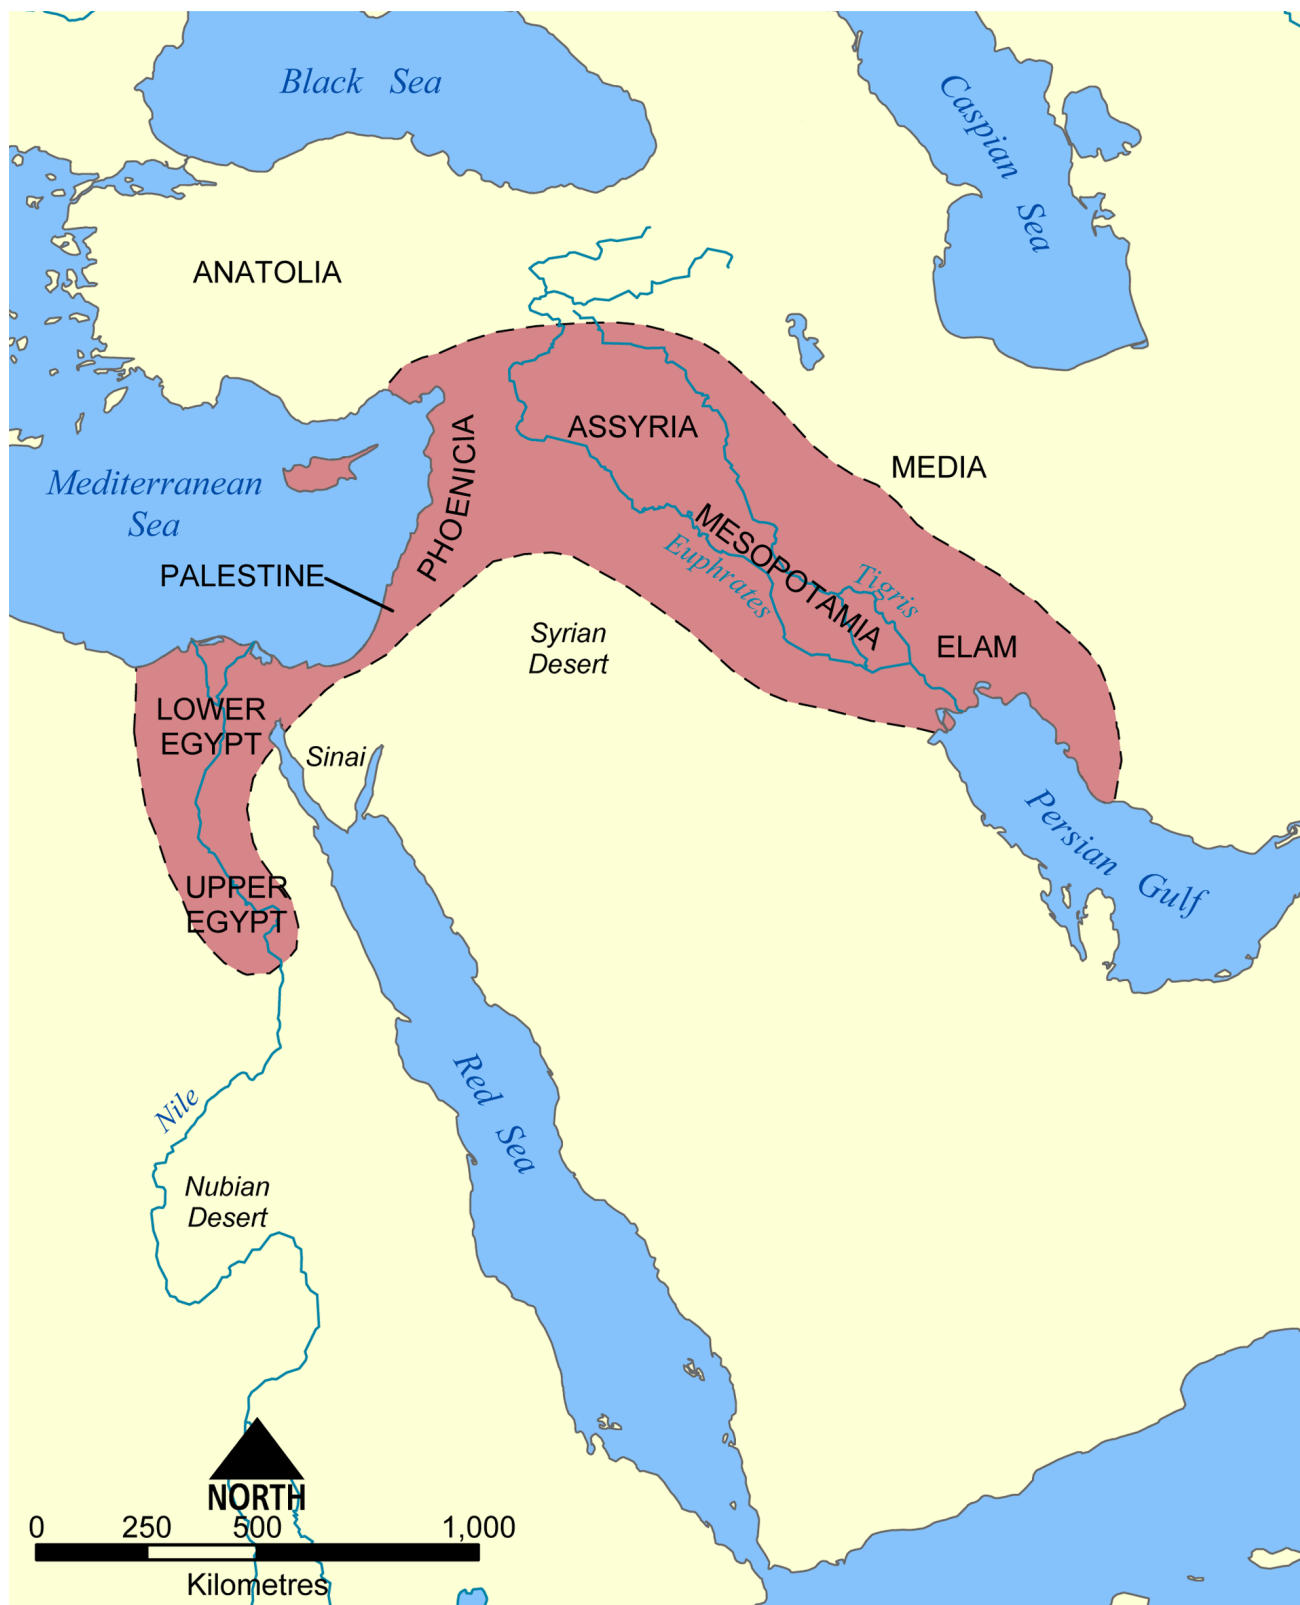 Black Sea
Caspian Sea
ANATOLIA
ASSYRIA
PHOENICIA
MEDIA
Mediterranean
Sea
MESOPOTAMIA
Euphrates
Tigris
PALESTINE
Syrian
Desert
ELAM
LOWER
EGYPT
Sinai
Persian Gulf
UPPER
EGYPT
Red Sea
Nile
Nubian
Desert
NORTH
0 250 500 1,000
Kilometres